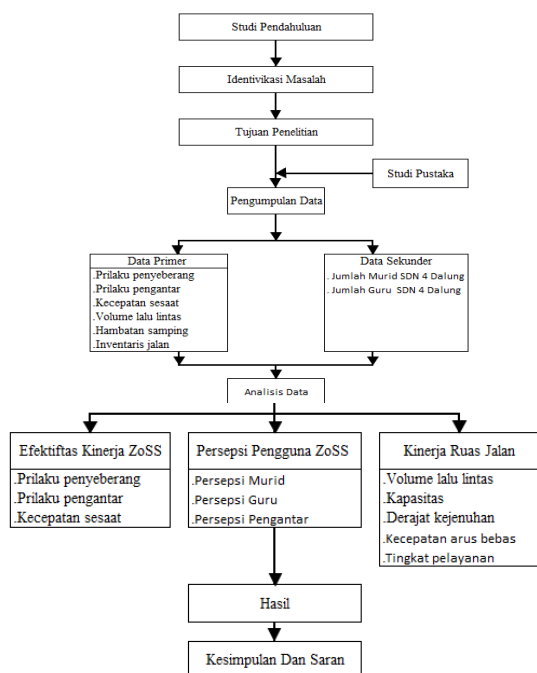 Studi Pendahuluan
Identivikasi Masalah
Tujuan Penelitian
Studi Pustaka
Pengumpulan Data
Data Primer
.Prilaku penyeberang
.Prilaku pengantar
.Kecepatan sesaat
.Volume lalu lintas
.Hambatan samping
.Inventaris jalan
Data Sekunder
. Jumlah Murid SDN 4 Dalung
. Jumlah Guru SDN 4 Dalung
Analisis Data
Efektiftas Kinerja ZoSS
.Prilaku penyeberang
.Prilaku pengantar
.Kecepatan sesaat
Persepsi Pengguna ZoSS
.Persepsi Murid
.Persepsi Guru
.Persepsi Pengantar
Kinerja Ruas Jalan
.Volume lalu lintas
.Kapasitas
.Derajat kejenuhan
.Kecepatan arus bebas
.Tingkat pelayanan
Hasil
Kesimpulan Dan Saran